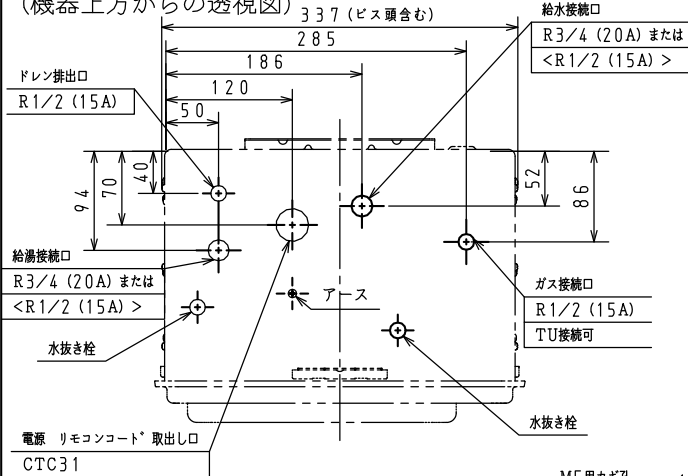 (機器上方からの透視図)
337(ビス頭含む)
285
186
120
50
給水接続口
R3/4 (20A) または
<R1/2 (15A) >
ドレン排出口
R1/2 (15A)
94
70
40
52
86
給湯接続口
R3/4 (20A) または
<R1/2 (15A) >
アース
ガス接続口
R1/2 (15A)
TU接続可
水抜き栓
水抜き栓
電源 リモコンコード取出し口
CTC31